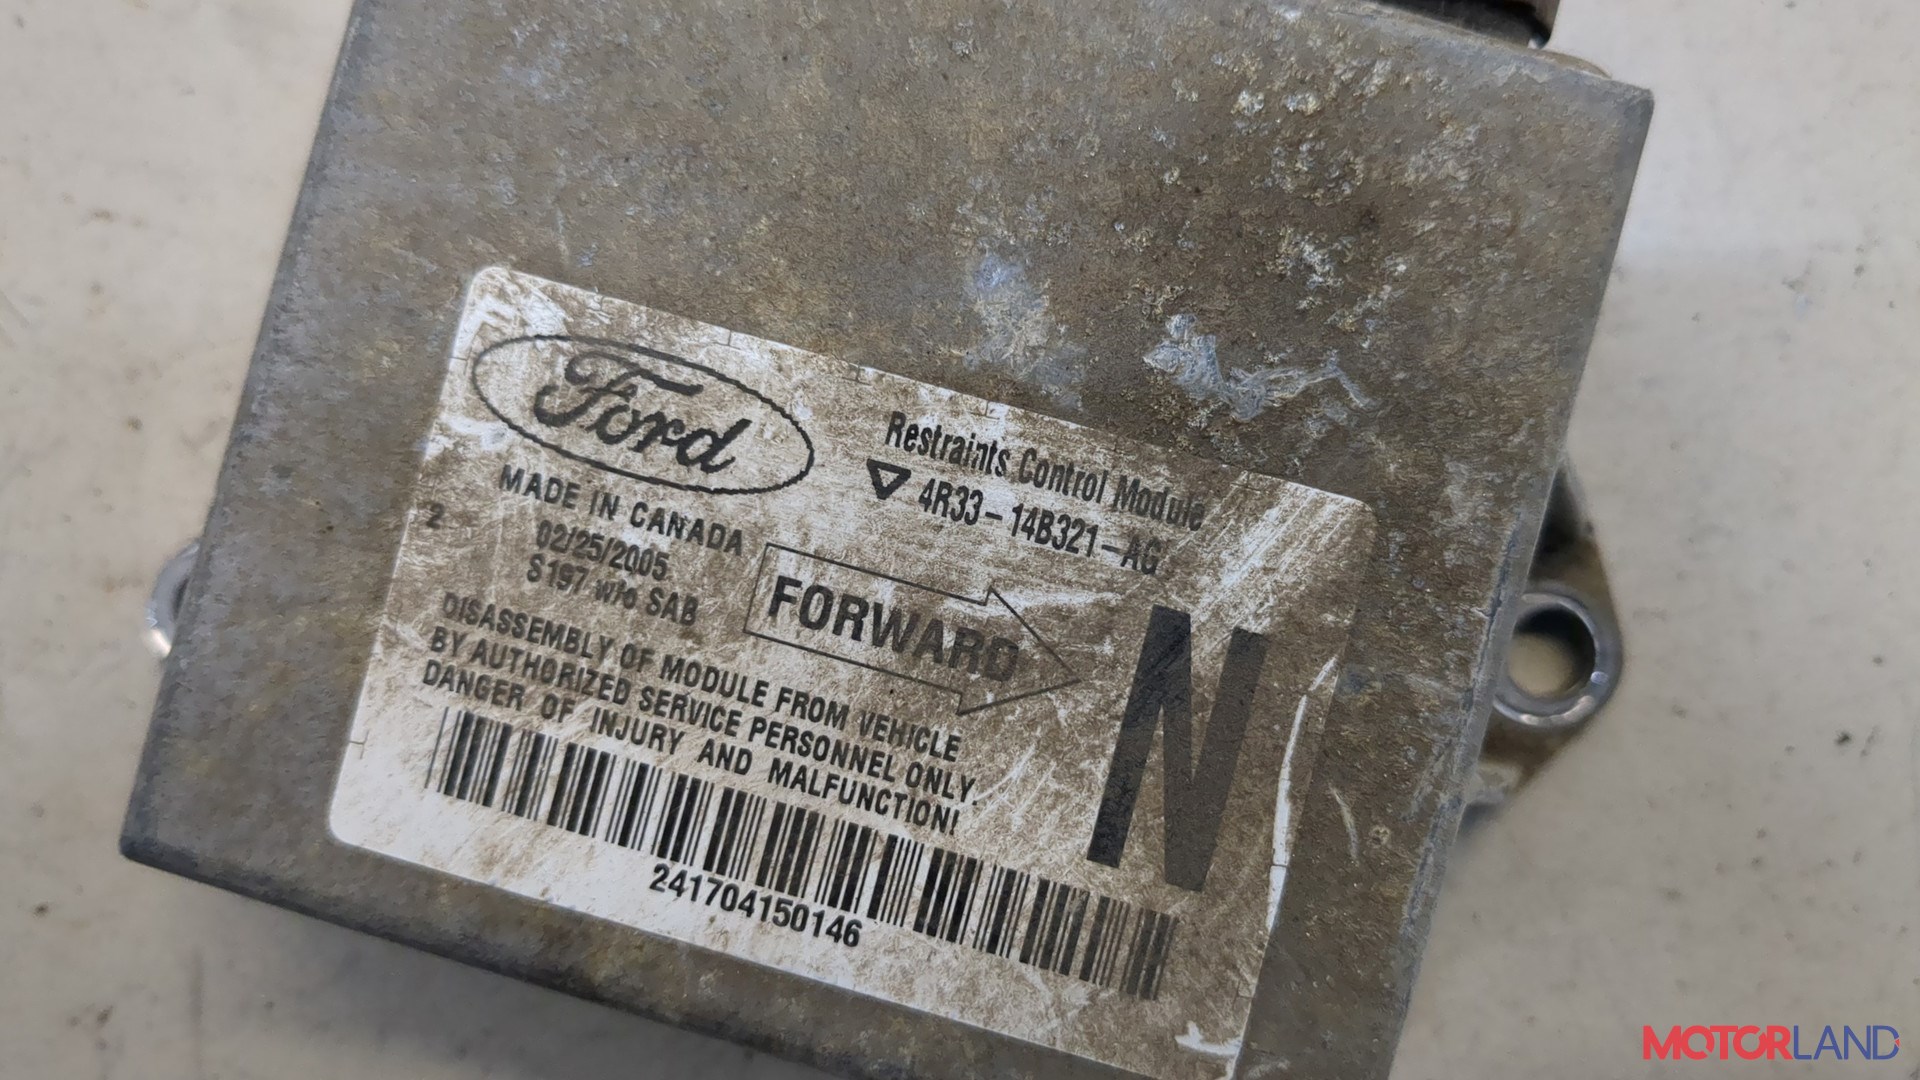 Ford
Restraints Control Module
4R33-14B321-AG
MADE IN CANADA
2
02/25/2005
S197 w/o SAB
FORWARD
N
DISASSEMBLY OF MODULE FROM VEHICLE
BY AUTHORIZED SERVICE PERSONNEL ONLY.
DANGER OF INJURY AND MALFUNCTION!
241704150146
MOTORLAND